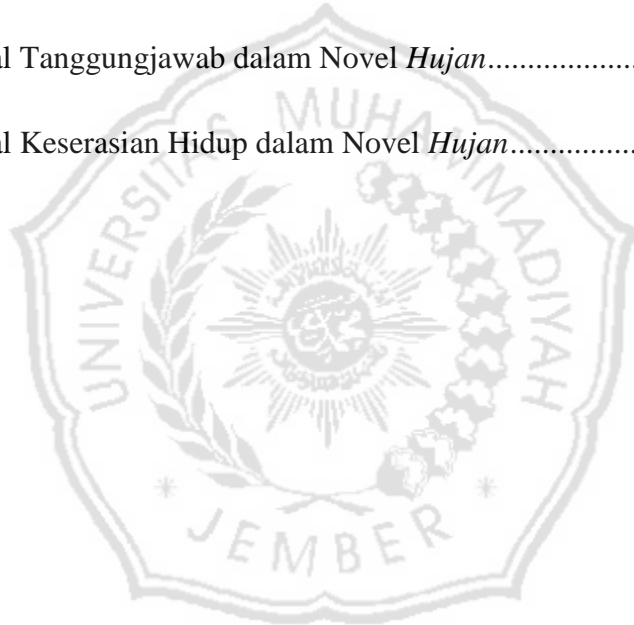 al Tanggungjawab dalam Novel Hujan...................
al Keserasian Hidup dalam Novel Hujan................
UNIVERSITAS MUHAMMADIYAH
JEMBER